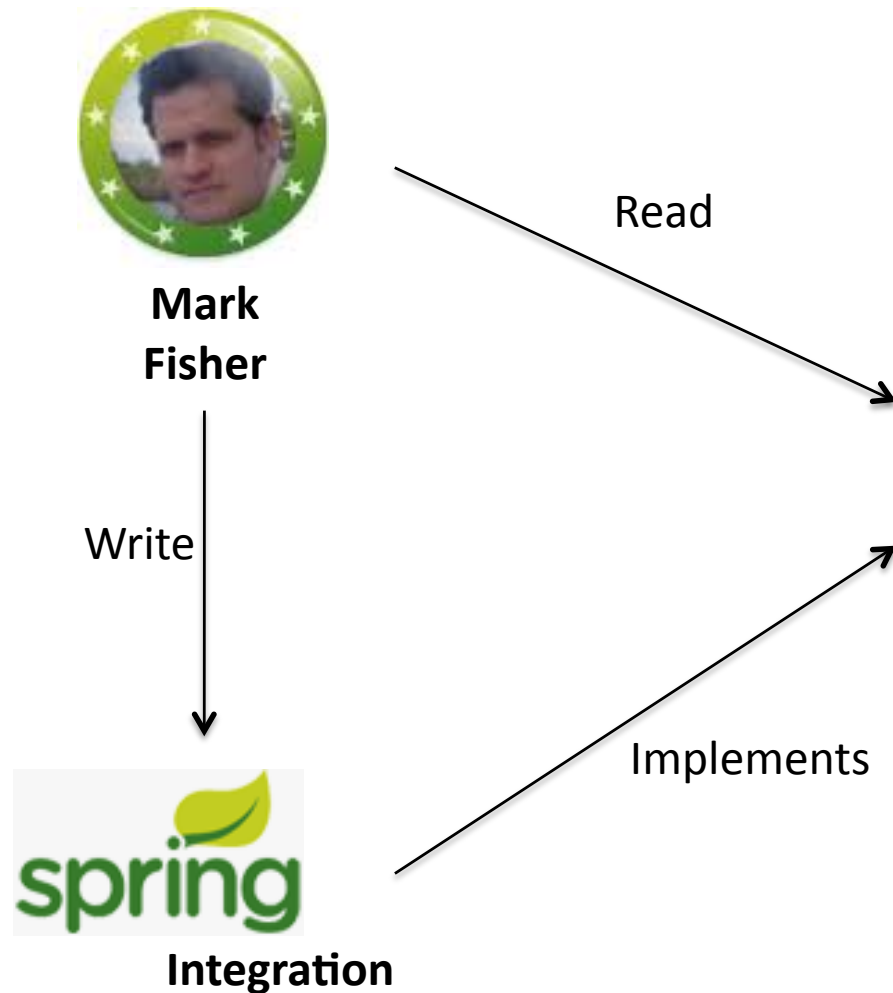 Read
Mark
Fisher
Write
Implements
spring
Integration